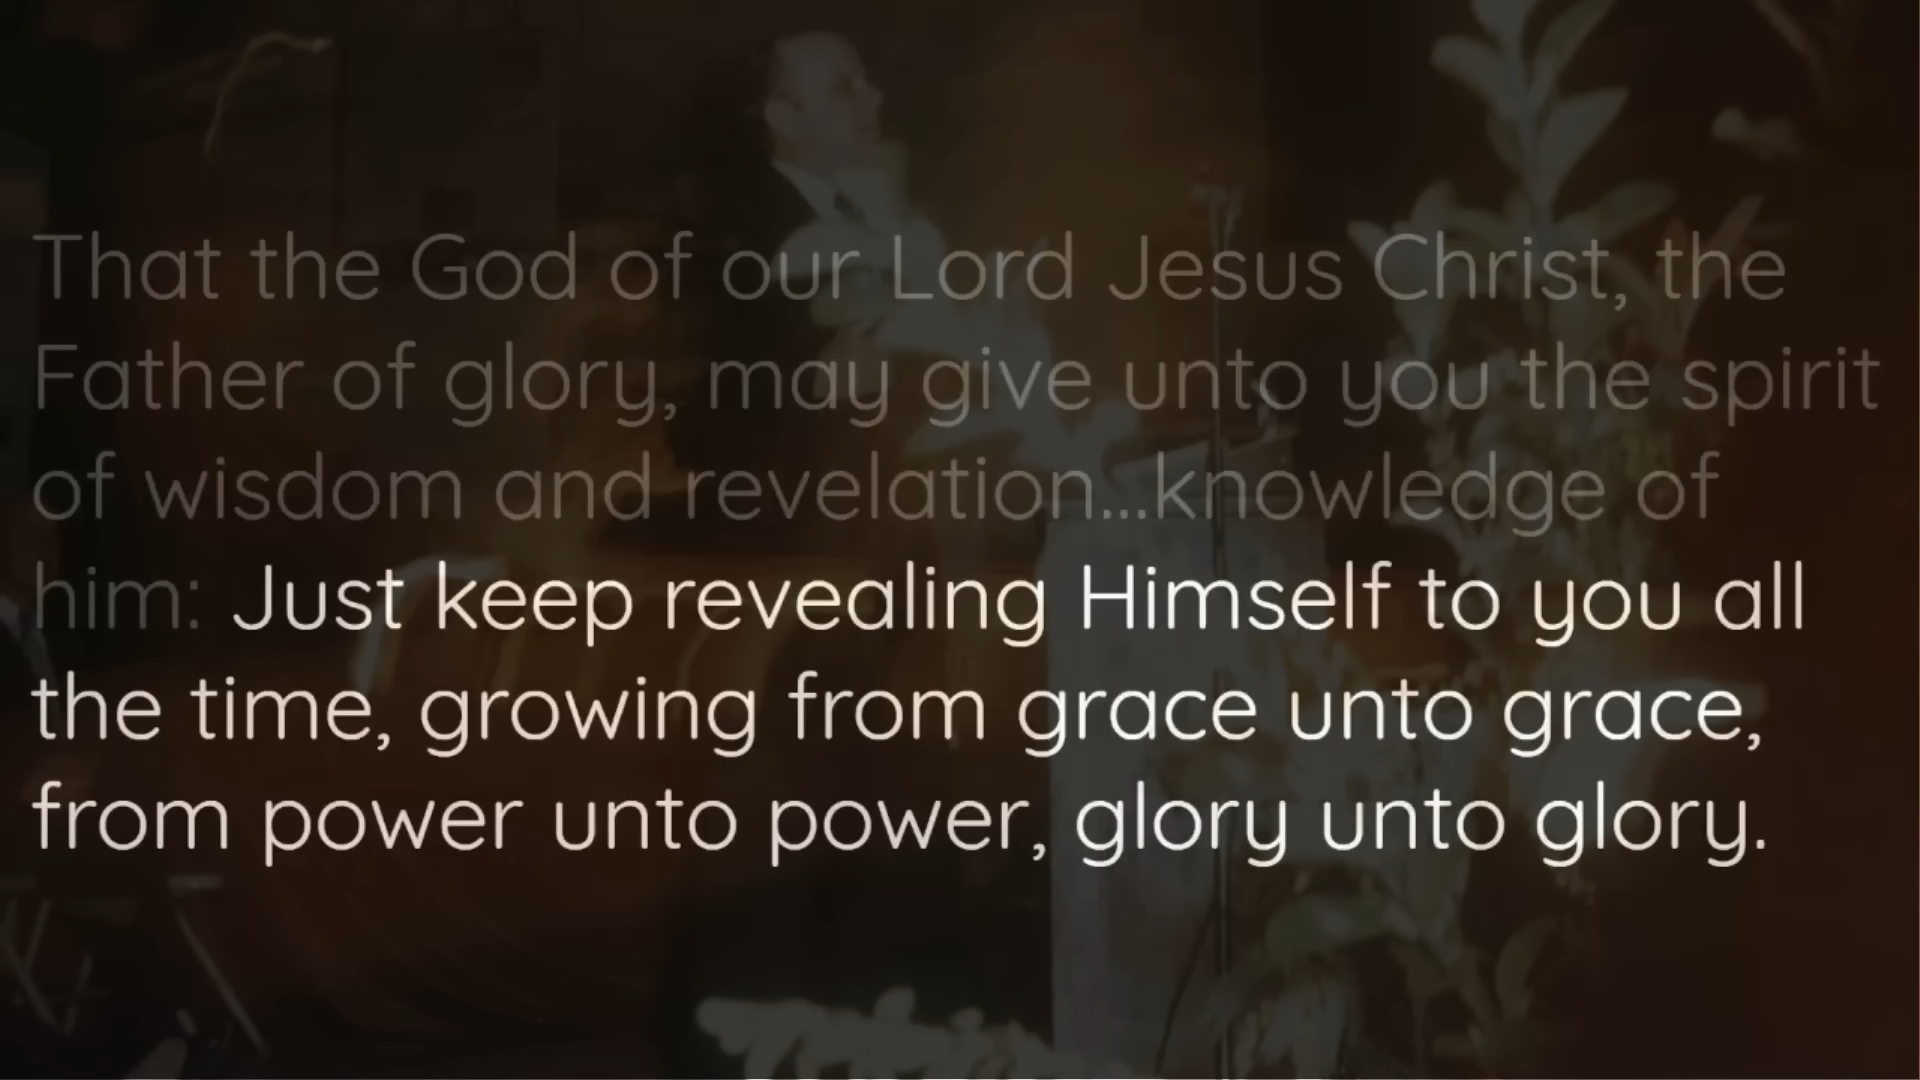 That the God of our Lord Jesus Christ, the
Father of glory, may give unto you the spirit
of wisdom and revelation...knowledge of
him: Just keep revealing Himself to you all
the time, growing from grace unto grace,
from power unto power, glory unto glory.